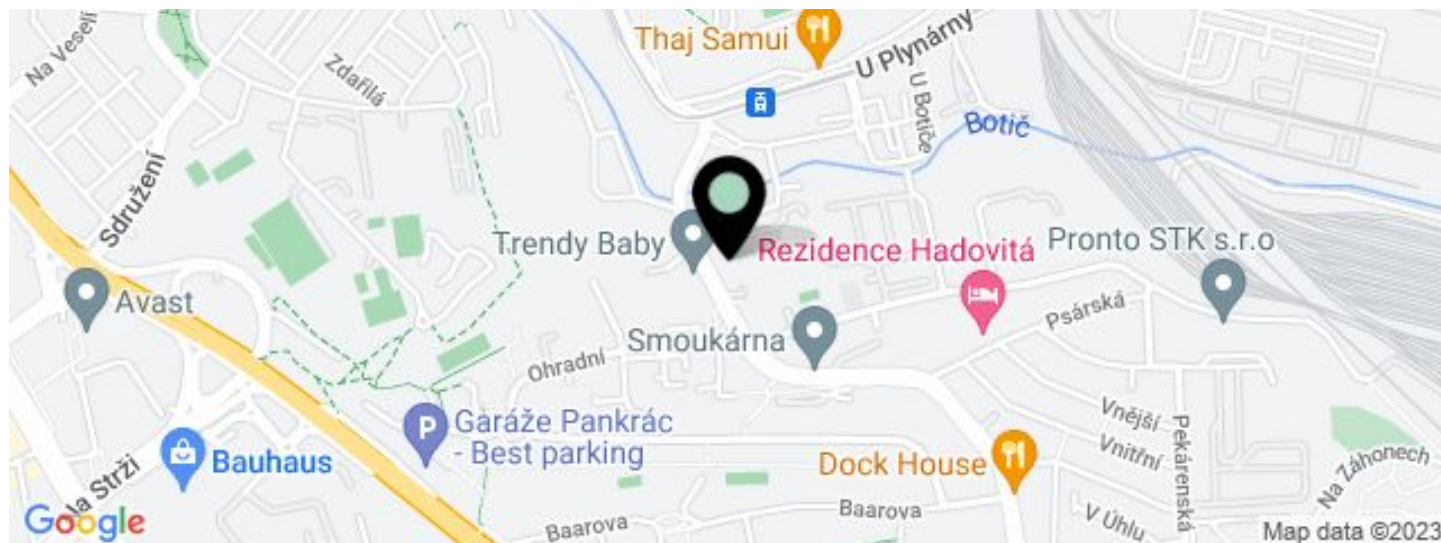 Na Veselí
Zdařilá
Thaj Samui
U Plynárny
U Botiče
Botič
Sdružení
Trendy Baby
Rezidence Hadovitá
Pronto STK s.r.o
Avast
Smoukárna
Psárská
Ohradní
Garáže Pankrác
- Best parking
Vnější
Vnitřní
Pekárenská
Na Záhonech
Bauhaus
Dock House
Na Strži
Baarova
Baarova
V Úhlu
Google
Map data ©2023